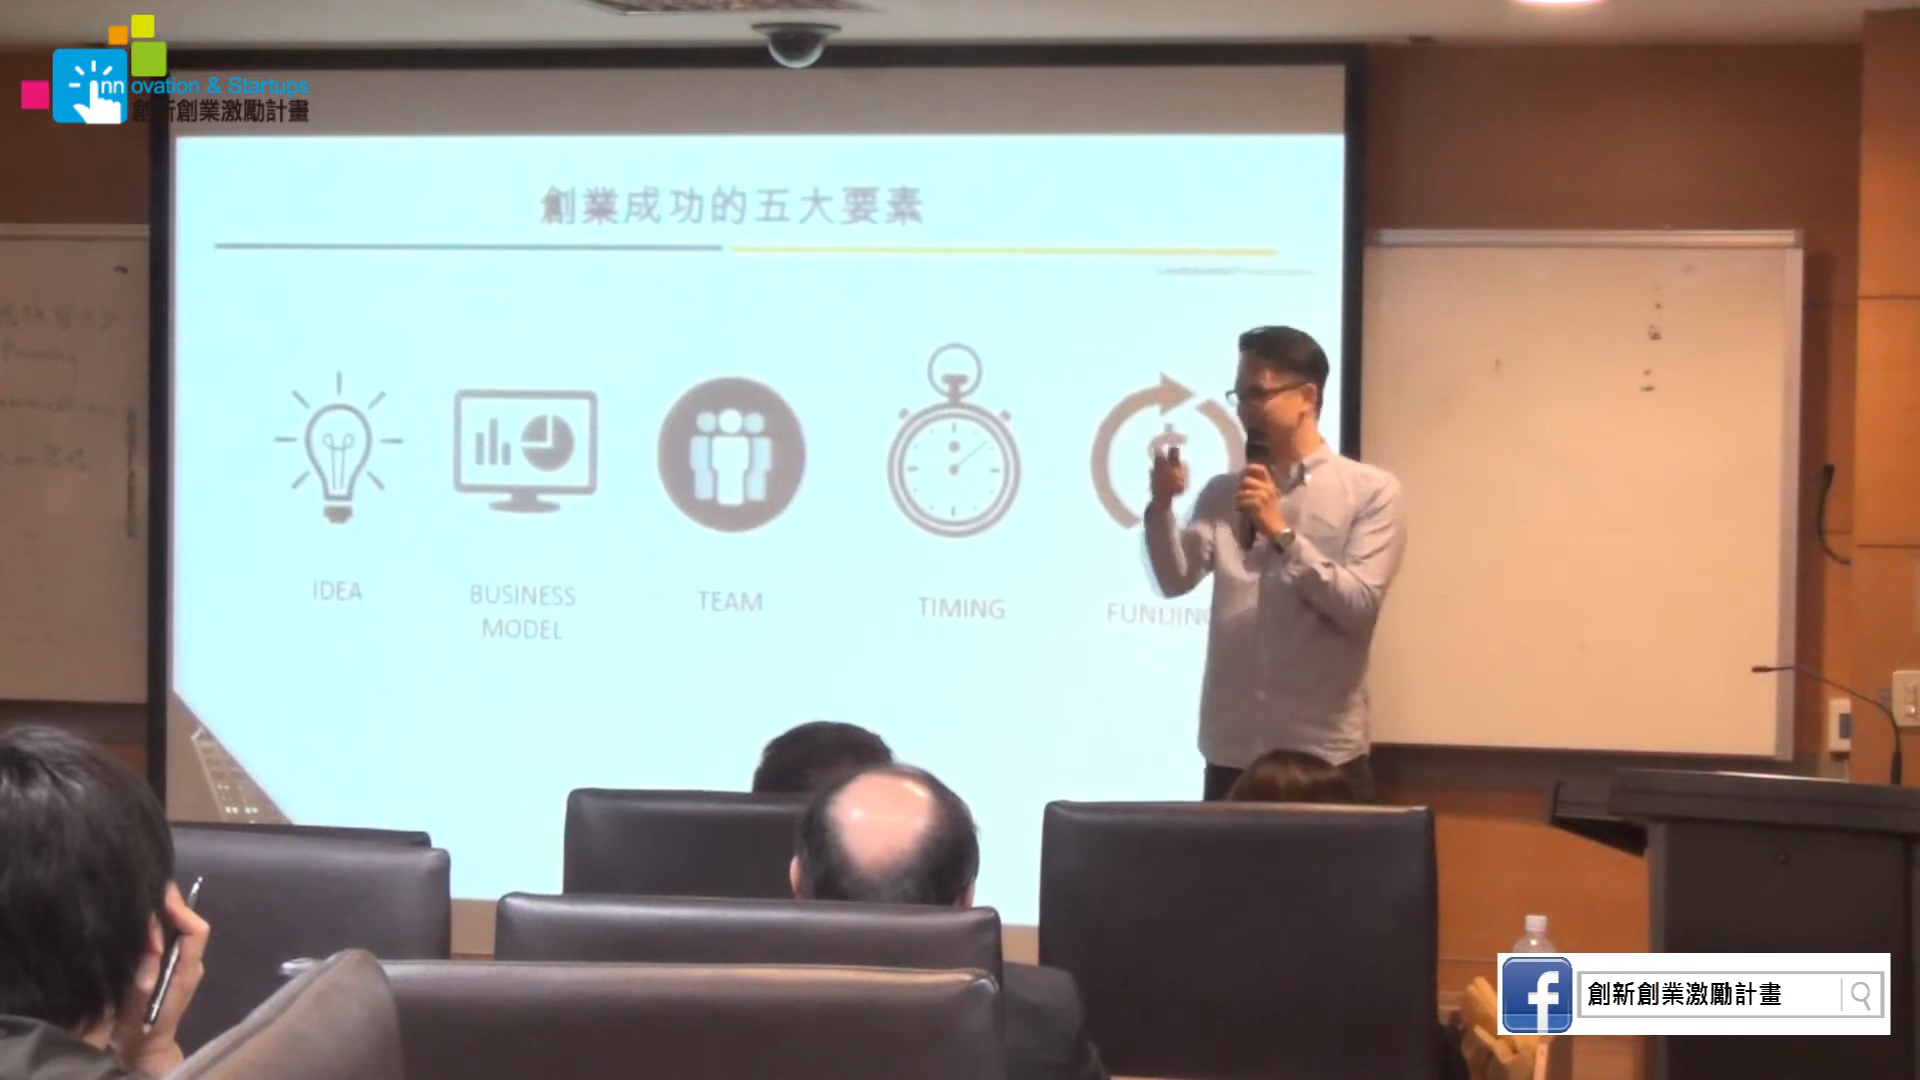 Innovation & Startups
創新創業激勵計畫
創業成功的五大要素
IDEA
BUSINESS
MODEL
TEAM
TIMING
FUNDING
創新創業激勵計畫